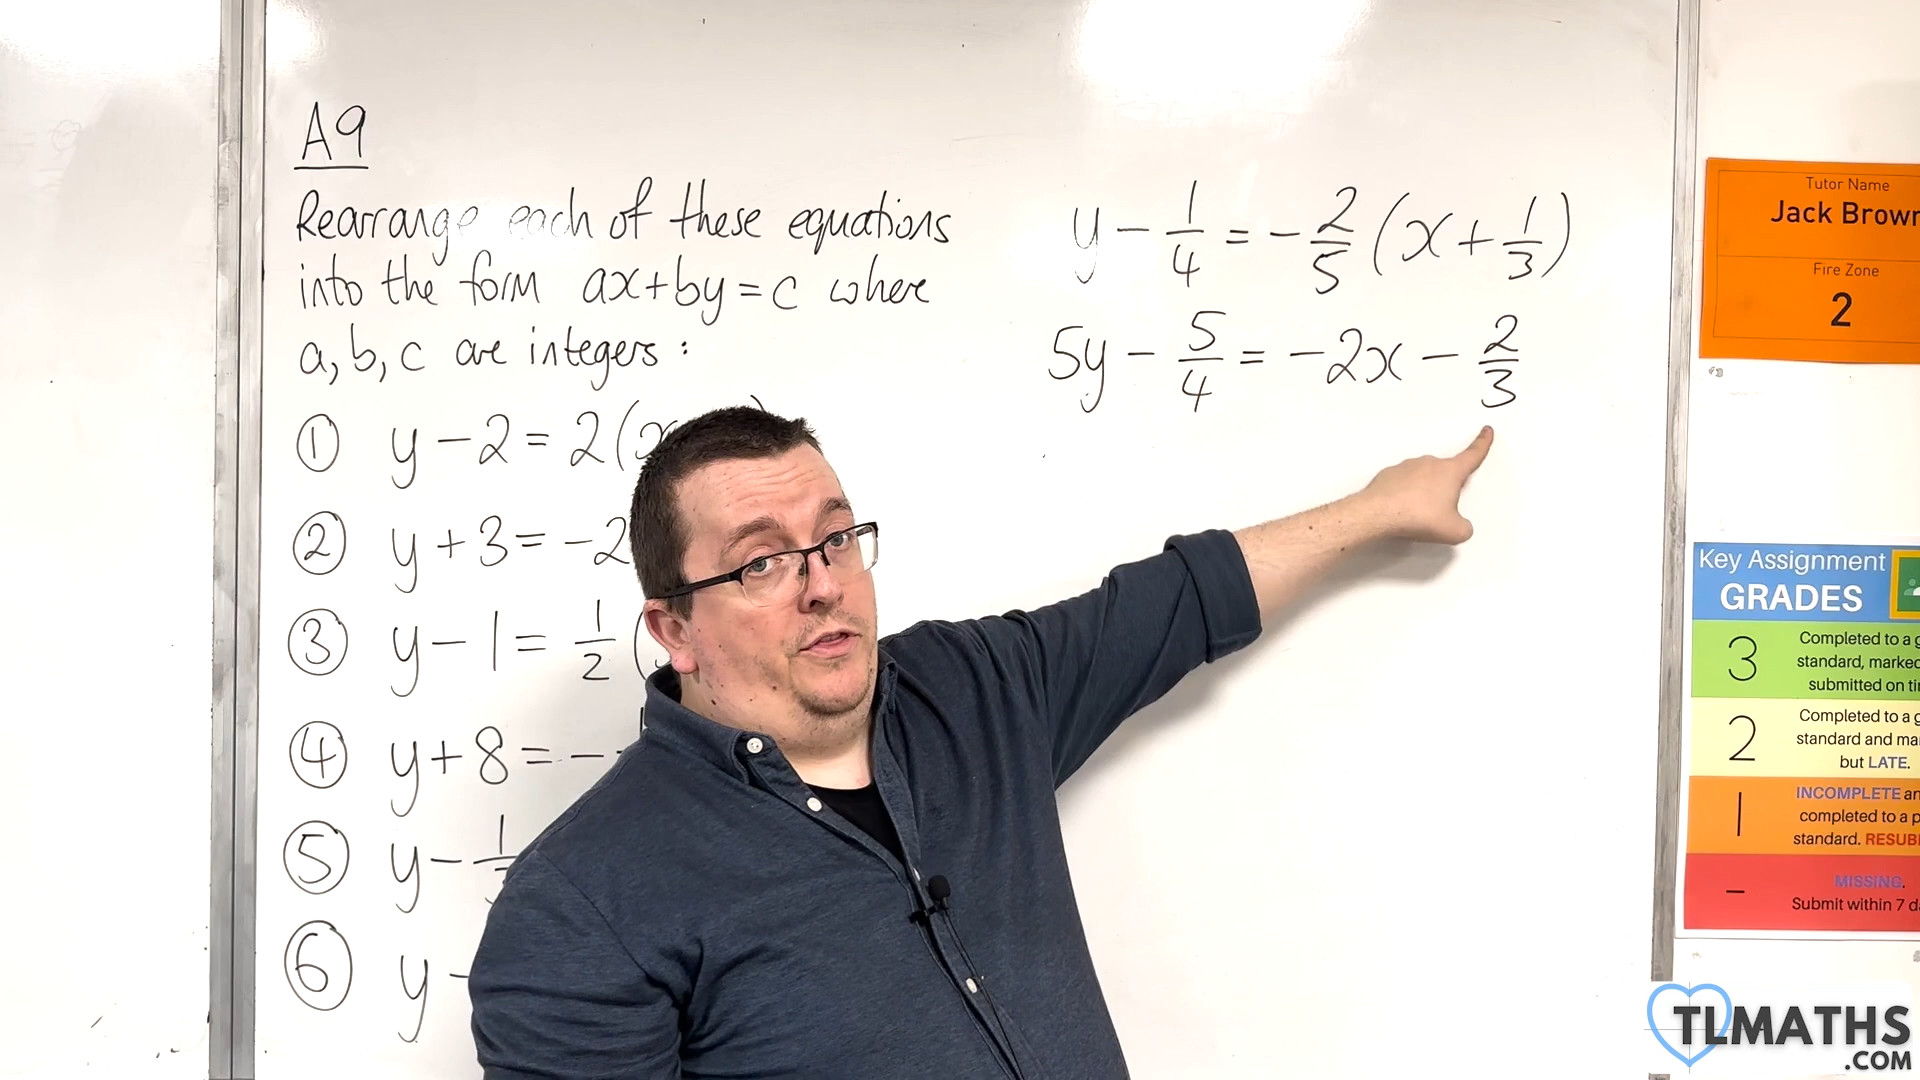 A9
Rearrange each of these equations
into the form ax+by=c where
a, b, c are integers :
① y-2=2(x
② y+3=-2
③ y-1=1/2(
④ y+8=-
⑤ y-1
⑥ y-
y-1/4=-2/5(x+1/3)
5y-5/4=-2x-2/3
Tutor Name
Jack Brown
Fire Zone
2
Key Assignment
GRADES
3 Completed to a g
standard, marked
submitted on ti
2 Completed to a g
standard and ma
but LATE.
1 INCOMPLETE an
completed to a p
standard. RESUB
- MISSING.
Submit within 7 d
TLMATHS
.COM